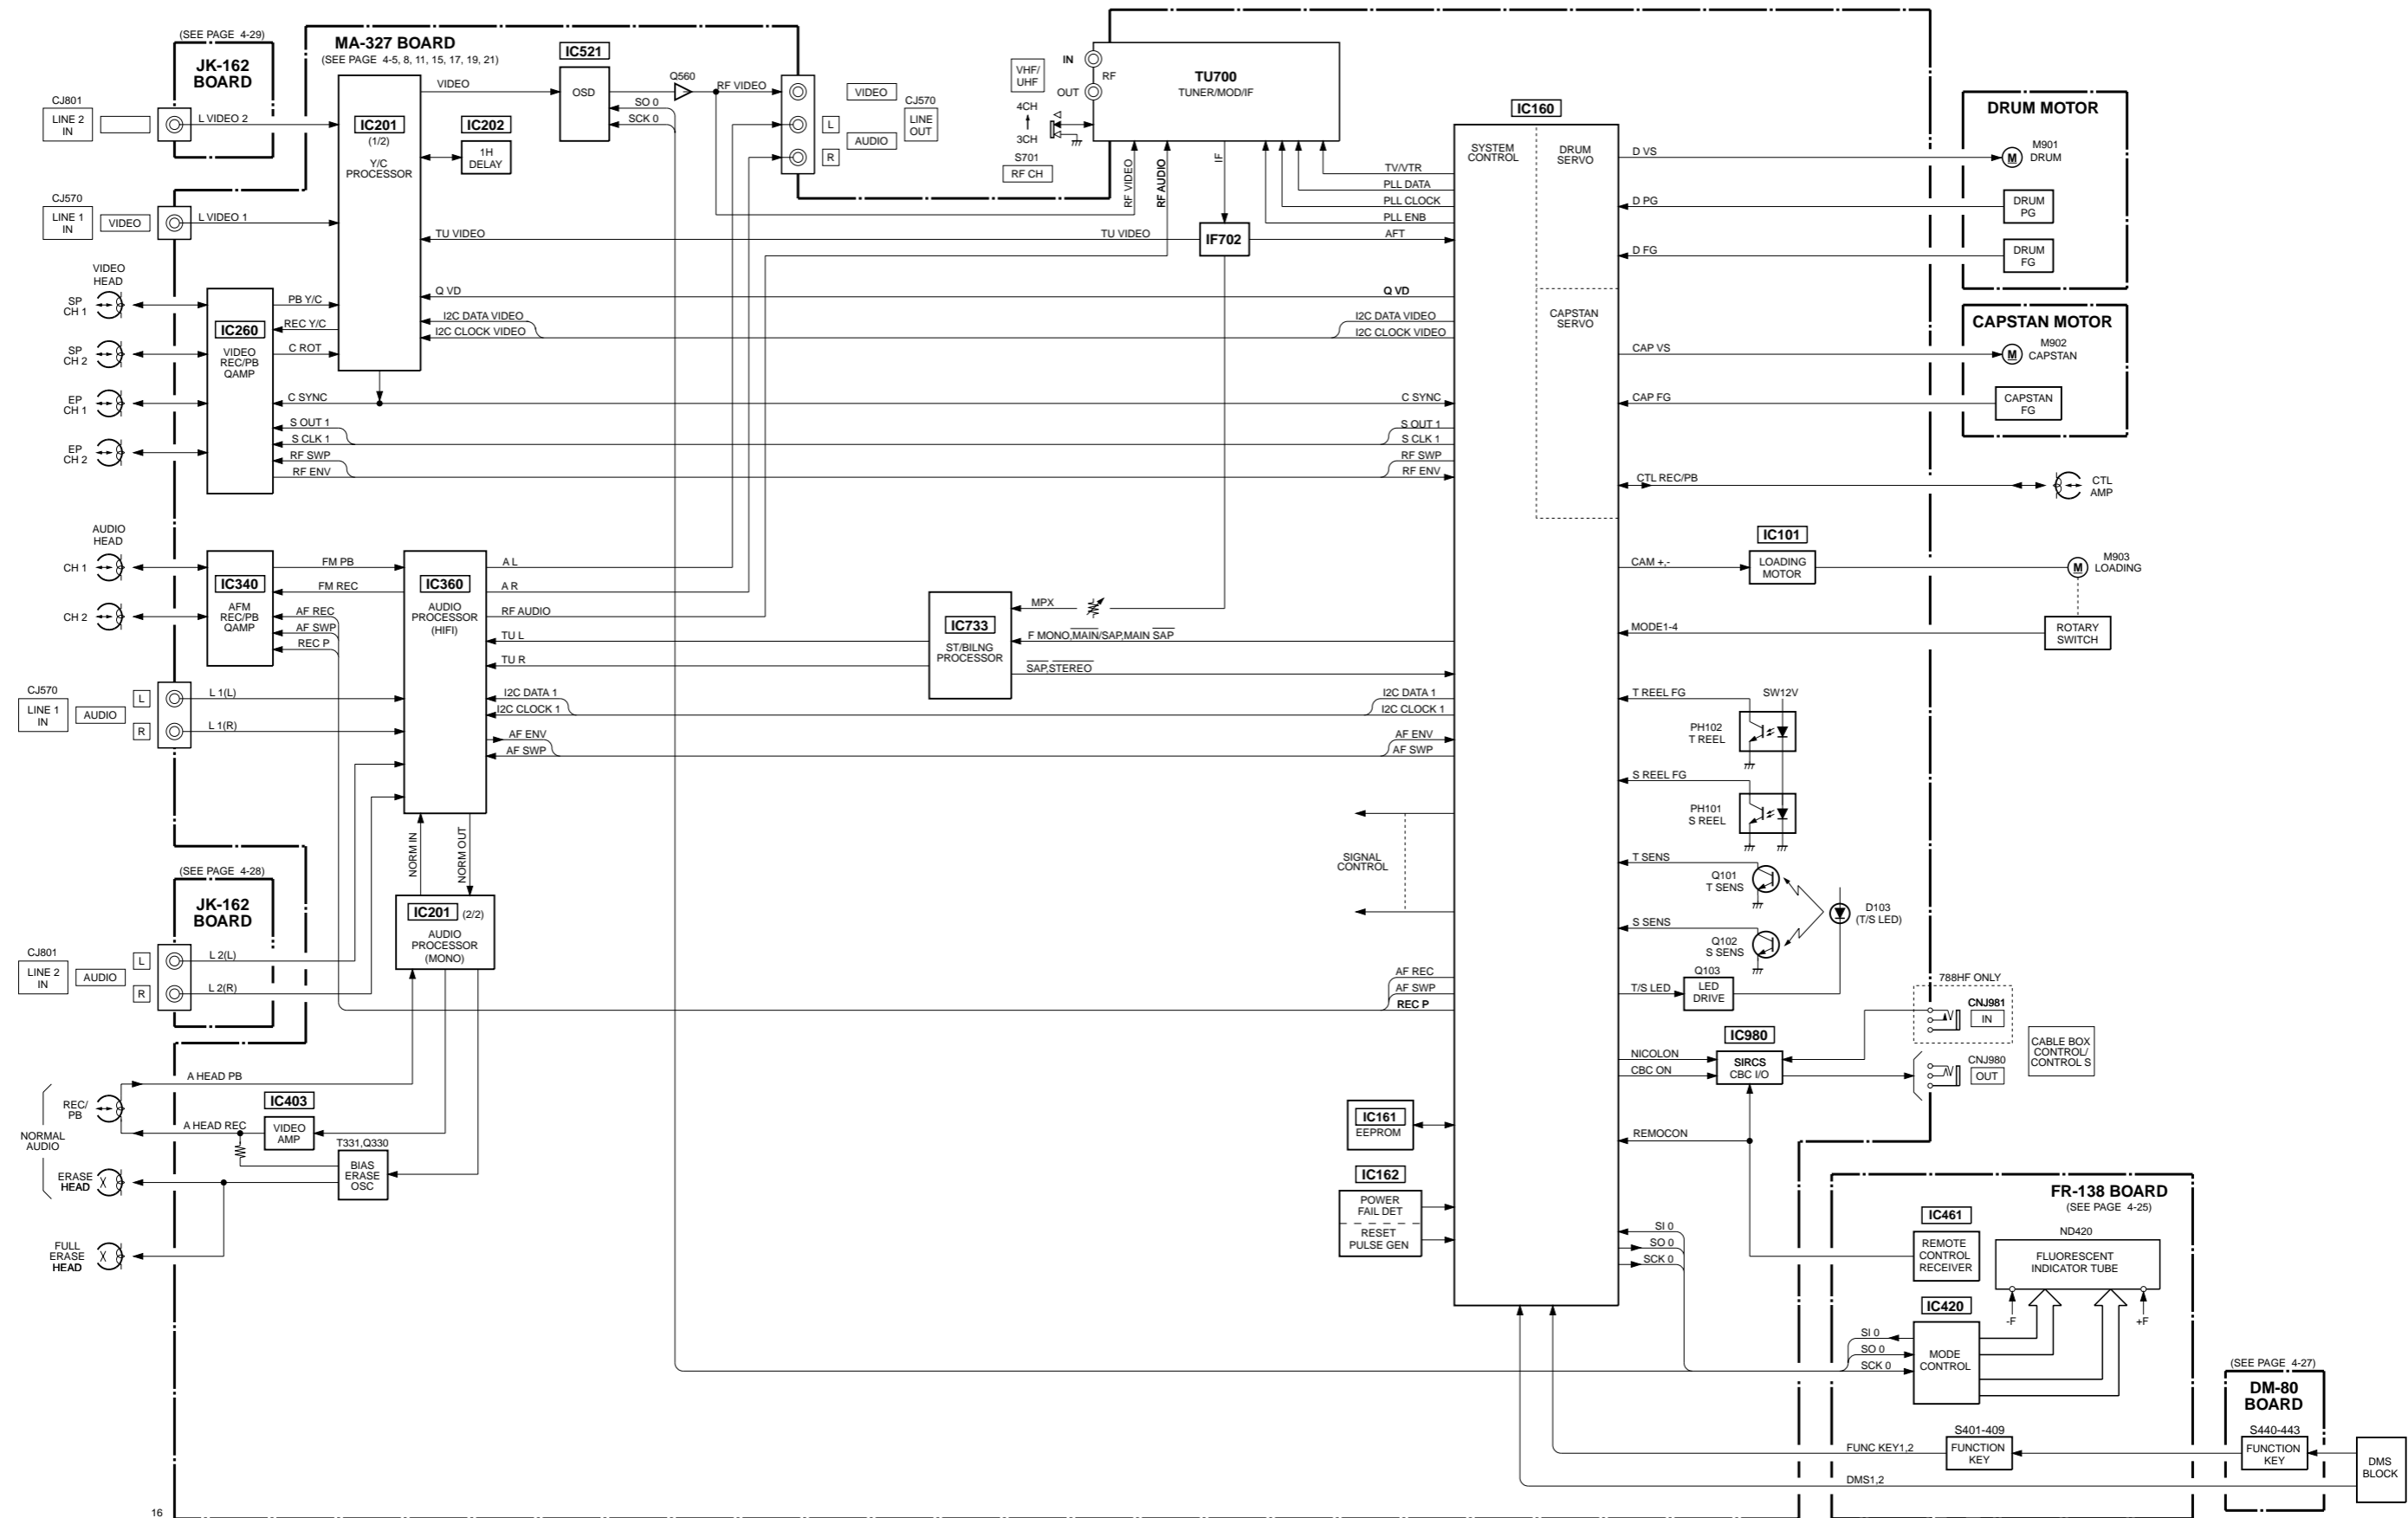 (SEE PAGE 4-29)
JK-162
BOARD
CJ801
LINE 2
IN
L VIDEO 2
MA-327 BOARD
(SEE PAGE 4-5, 8, 11, 15, 17, 19, 21)
IC201
(1/2)
Y/C
PROCESSOR
VIDEO
IC202
1H
DELAY
IC521
OSD
Q560
SO 0
SCK 0
RF VIDEO
VIDEO
L
AUDIO
R
CJ570
LINE
OUT
VHF/
UHF
IN
OUT
RF
4CH
3CH
S701
RF CH
TU700
TUNER/MOD/IF
RF VIDEO
RF AUDIO
IF
TV/VTR
PLL DATA
PLL CLOCK
PLL ENB
AFT
IF702
TU VIDEO
TU VIDEO
CJ570
LINE 1
IN
VIDEO
L VIDEO 1
VIDEO
HEAD
SP
CH 1
SP
CH 2
EP
CH 1
EP
CH 2
IC260
VIDEO
REC/PB
QAMP
PB Y/C
REC Y/C
C ROT
C SYNC
S OUT 1
S CLK 1
RF SWP
RF ENV
Q VD
I2C DATA VIDEO
I2C CLOCK VIDEO
Q VD
I2C DATA VIDEO
I2C CLOCK VIDEO
C SYNC
S OUT 1
S CLK 1
RF SWP
RF ENV
IC160
SYSTEM
CONTROL
DRUM
SERVO
CAPSTAN
SERVO
D VS
D PG
D FG
CAP VS
CAP FG
CTL REC/PB
DRUM MOTOR
M901
DRUM
M
DRUM
PG
DRUM
FG
CAPSTAN MOTOR
M902
CAPSTAN
M
CAPSTAN
FG
CTL
AMP
AUDIO
HEAD
CH 1
CH 2
IC340
AFM
REC/PB
QAMP
FM PB
FM REC
AF REC
AF SWP
REC P
IC360
AUDIO
PROCESSOR
(HIFI)
A L
A R
RF AUDIO
TU L
TU R
I2C DATA 1
I2C CLOCK 1
AF ENV
AF SWP
IC733
ST/BILNG
PROCESSOR
MPX
F MONO,MAIN/SAP,MAIN SAP
SAP,STEREO
I2C DATA 1
I2C CLOCK 1
AF ENV
AF SWP
CAM +,-
IC101
LOADING
MOTOR
M903
LOADING
M
MODE1-4
ROTARY
SWITCH
T REEL FG
SW12V
PH102
T REEL
S REEL FG
PH101
S REEL
T SENS
Q101
T SENS
S SENS
Q102
S SENS
D103
(T/S LED)
T/S LED
Q103
LED
DRIVE
SIGNAL
CONTROL
CJ570
LINE 1
IN
AUDIO
L
R
L 1(L)
L 1(R)
(SEE PAGE 4-28)
JK-162
BOARD
CJ801
LINE 2
IN
AUDIO
L
R
L 2(L)
L 2(R)
NORM IN
NORM OUT
IC201 (2/2)
AUDIO
PROCESSOR
(MONO)
AF REC
AF SWP
REC P
788HF ONLY
CNJ981
IN
CNJ980
OUT
CABLE BOX
CONTROL/
CONTROL S
NICOLON
CBC ON
IC980
SIRCS
CBC I/O
REMOCON
NORMAL
AUDIO
REC/
PB
A HEAD PB
A HEAD REC
IC403
VIDEO
AMP
T331,Q330
BIAS
ERASE
OSC
ERASE
HEAD
FULL
ERASE
HEAD
IC161
EEPROM
IC162
POWER
FAIL DET
RESET
PULSE GEN
SI 0
SO 0
SCK 0
FR-138 BOARD
(SEE PAGE 4-25)
IC461
REMOTE
CONTROL
RECEIVER
ND420
FLUORESCENT
INDICATOR TUBE
-F
+F
IC420
MODE
CONTROL
SI 0
SO 0
SCK 0
(SEE PAGE 4-27)
DM-80
BOARD
S401-409
FUNCTION
KEY
S440-443
FUNCTION
KEY
DMS
BLOCK
FUNC KEY1,2
DMS1,2
16